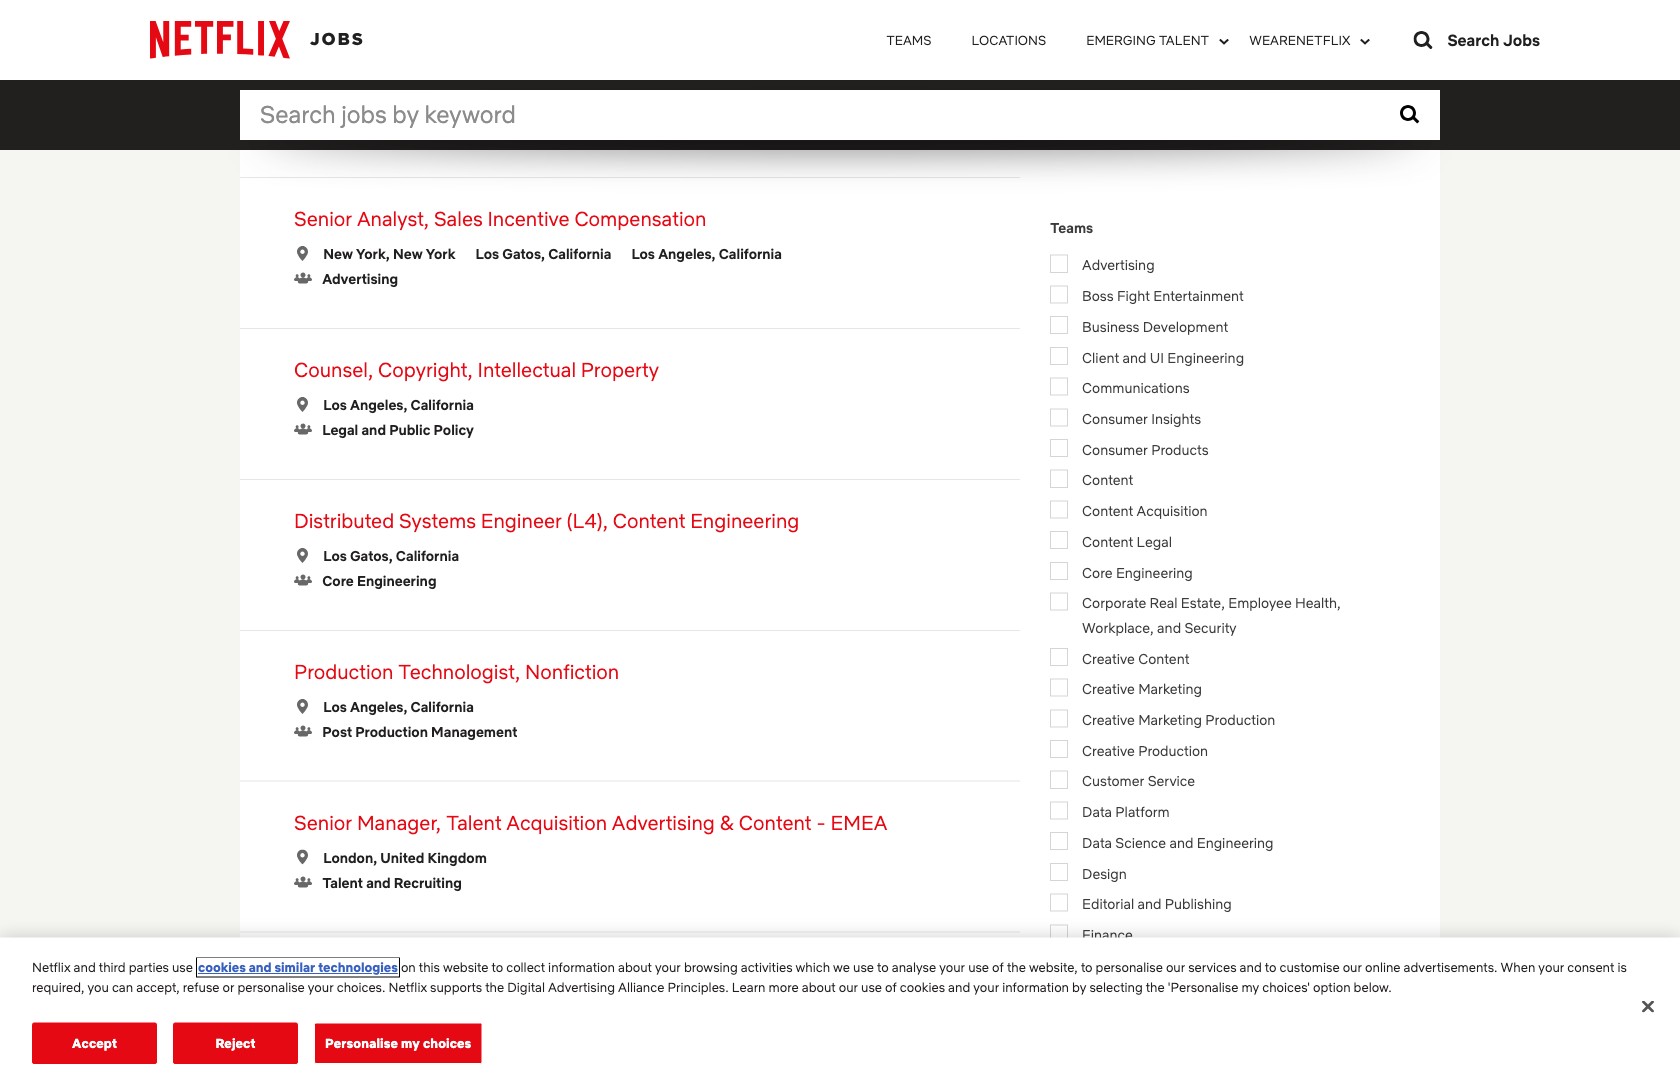 NETFLIX JOBS
TEAMS LOCATIONS EMERGING TALENT WEARENETFLIX Search Jobs
Search jobs by keyword
Senior Analyst, Sales Incentive Compensation
New York, New York Los Gatos, California Los Angeles, California
Advertising
Counsel, Copyright, Intellectual Property
Los Angeles, California
Legal and Public Policy
Distributed Systems Engineer (L4), Content Engineering
Los Gatos, California
Core Engineering
Production Technologist, Nonfiction
Los Angeles, California
Post Production Management
Senior Manager, Talent Acquisition Advertising & Content - EMEA
London, United Kingdom
Talent and Recruiting
Teams
Advertising
Boss Fight Entertainment
Business Development
Client and UI Engineering
Communications
Consumer Insights
Consumer Products
Content
Content Acquisition
Content Legal
Core Engineering
Corporate Real Estate, Employee Health,
Workplace, and Security
Creative Content
Creative Marketing
Creative Marketing Production
Creative Production
Customer Service
Data Platform
Data Science and Engineering
Design
Editorial and Publishing
Finance
Netflix and third parties use cookies and similar technologies on this website to collect information about your browsing activities which we use to analyse your use of the website, to personalise our services and to customise our online advertisements. When your consent is
required, you can accept, refuse or personalise your choices. Netflix supports the Digital Advertising Alliance Principles. Learn more about our use of cookies and your information by selecting the 'Personalise my choices' option below.
Accept Reject Personalise my choices